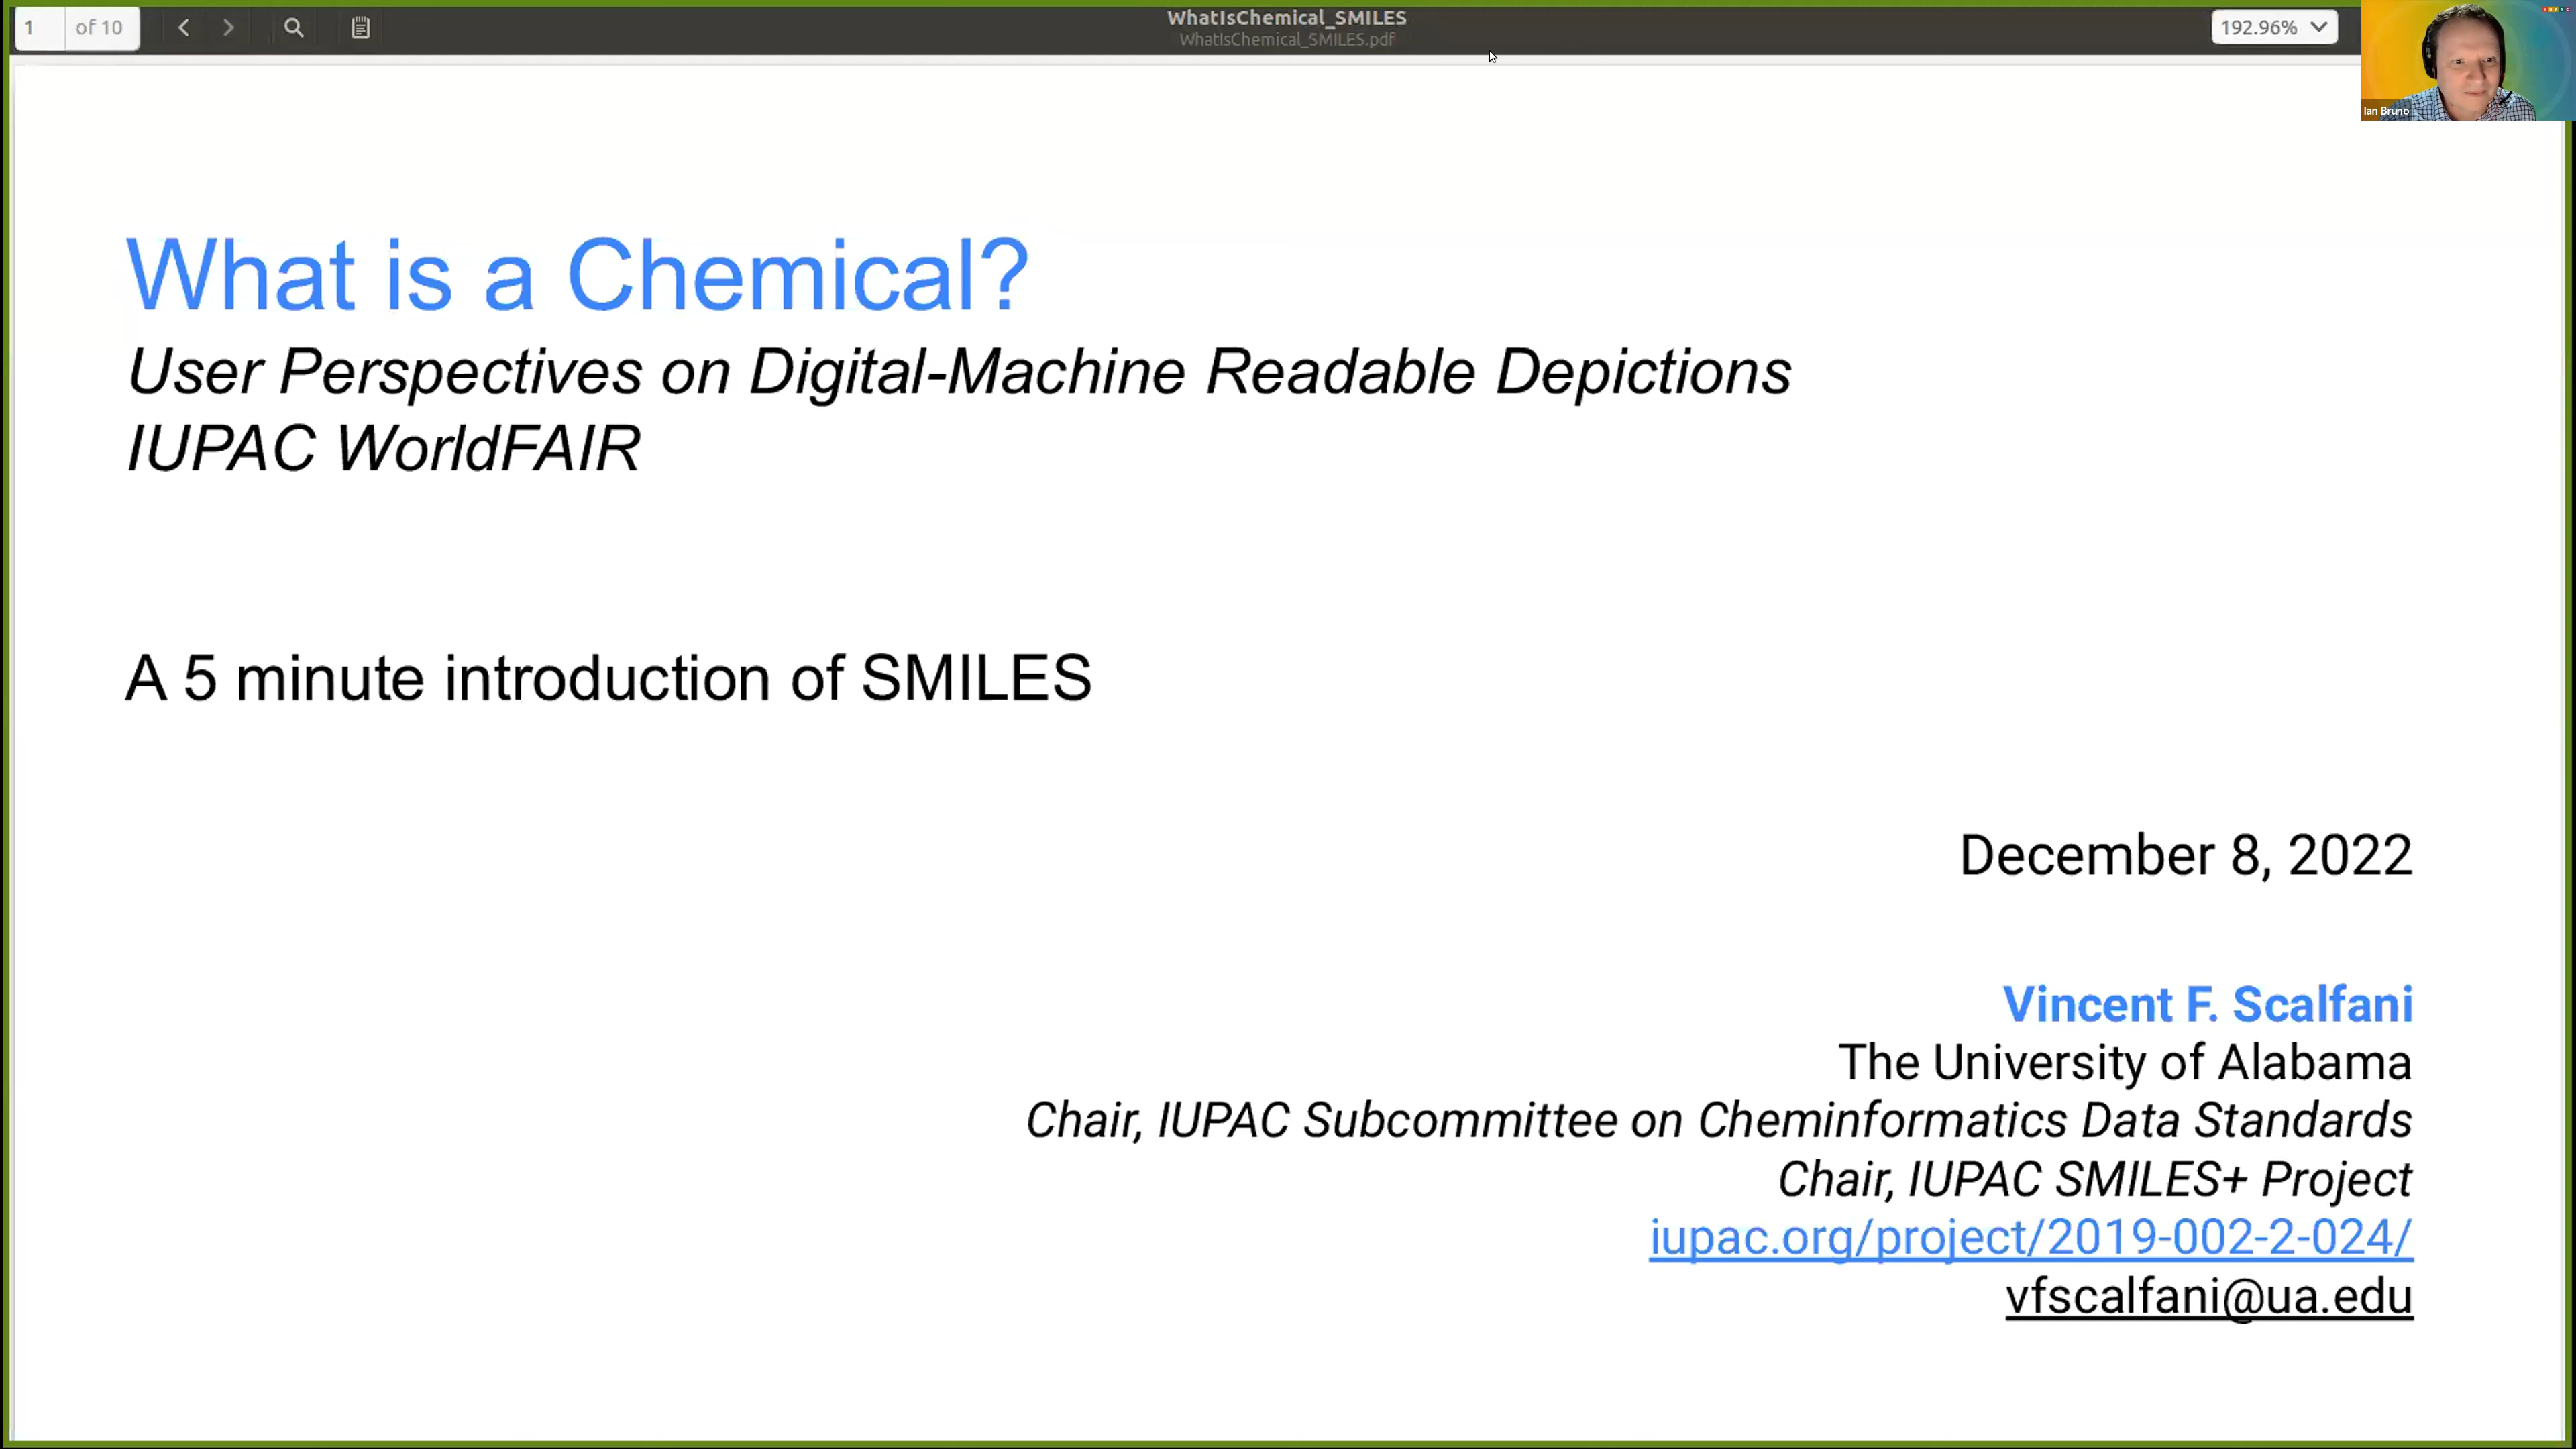 1 of 10
WhatIsChemical_SMILES
WhatIsChemical_SMILES.pdf
192.96%
Ian Bruno
What is a Chemical?
User Perspectives on Digital-Machine Readable Depictions
IUPAC WorldFAIR
A 5 minute introduction of SMILES
December 8, 2022
Vincent F. Scalfani
The University of Alabama
Chair, IUPAC Subcommittee on Cheminformatics Data Standards
Chair, IUPAC SMILES+ Project
iupac.org/project/2019-002-2-024/
vfscalfani@ua.edu